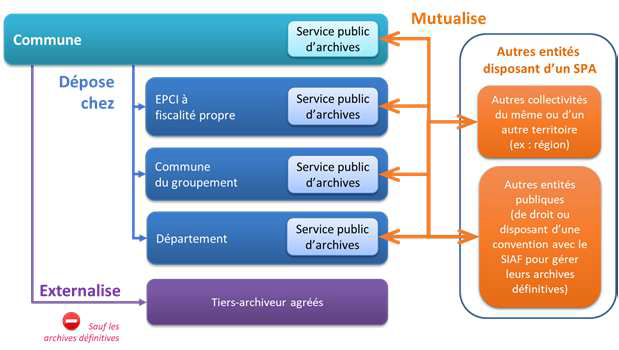 Mutualise
Commune
Service public
d'archives
Autres entités
disposant d'un SPA
Dépose
chez
EPCI à
fiscalité propre
Service public
d'archives
Autres collectivités
du même ou d'un
autre territoire
(ex : région)
Commune
du groupement
Service public
d'archives
Autres entités
publiques
(de droit ou
disposant d'une
convention avec le
SIAF pour gérer
leurs archives
définitives)
Département
Service public
d'archives
Externalise
Tiers-archiveur agréés
Sauf les
archives définitives